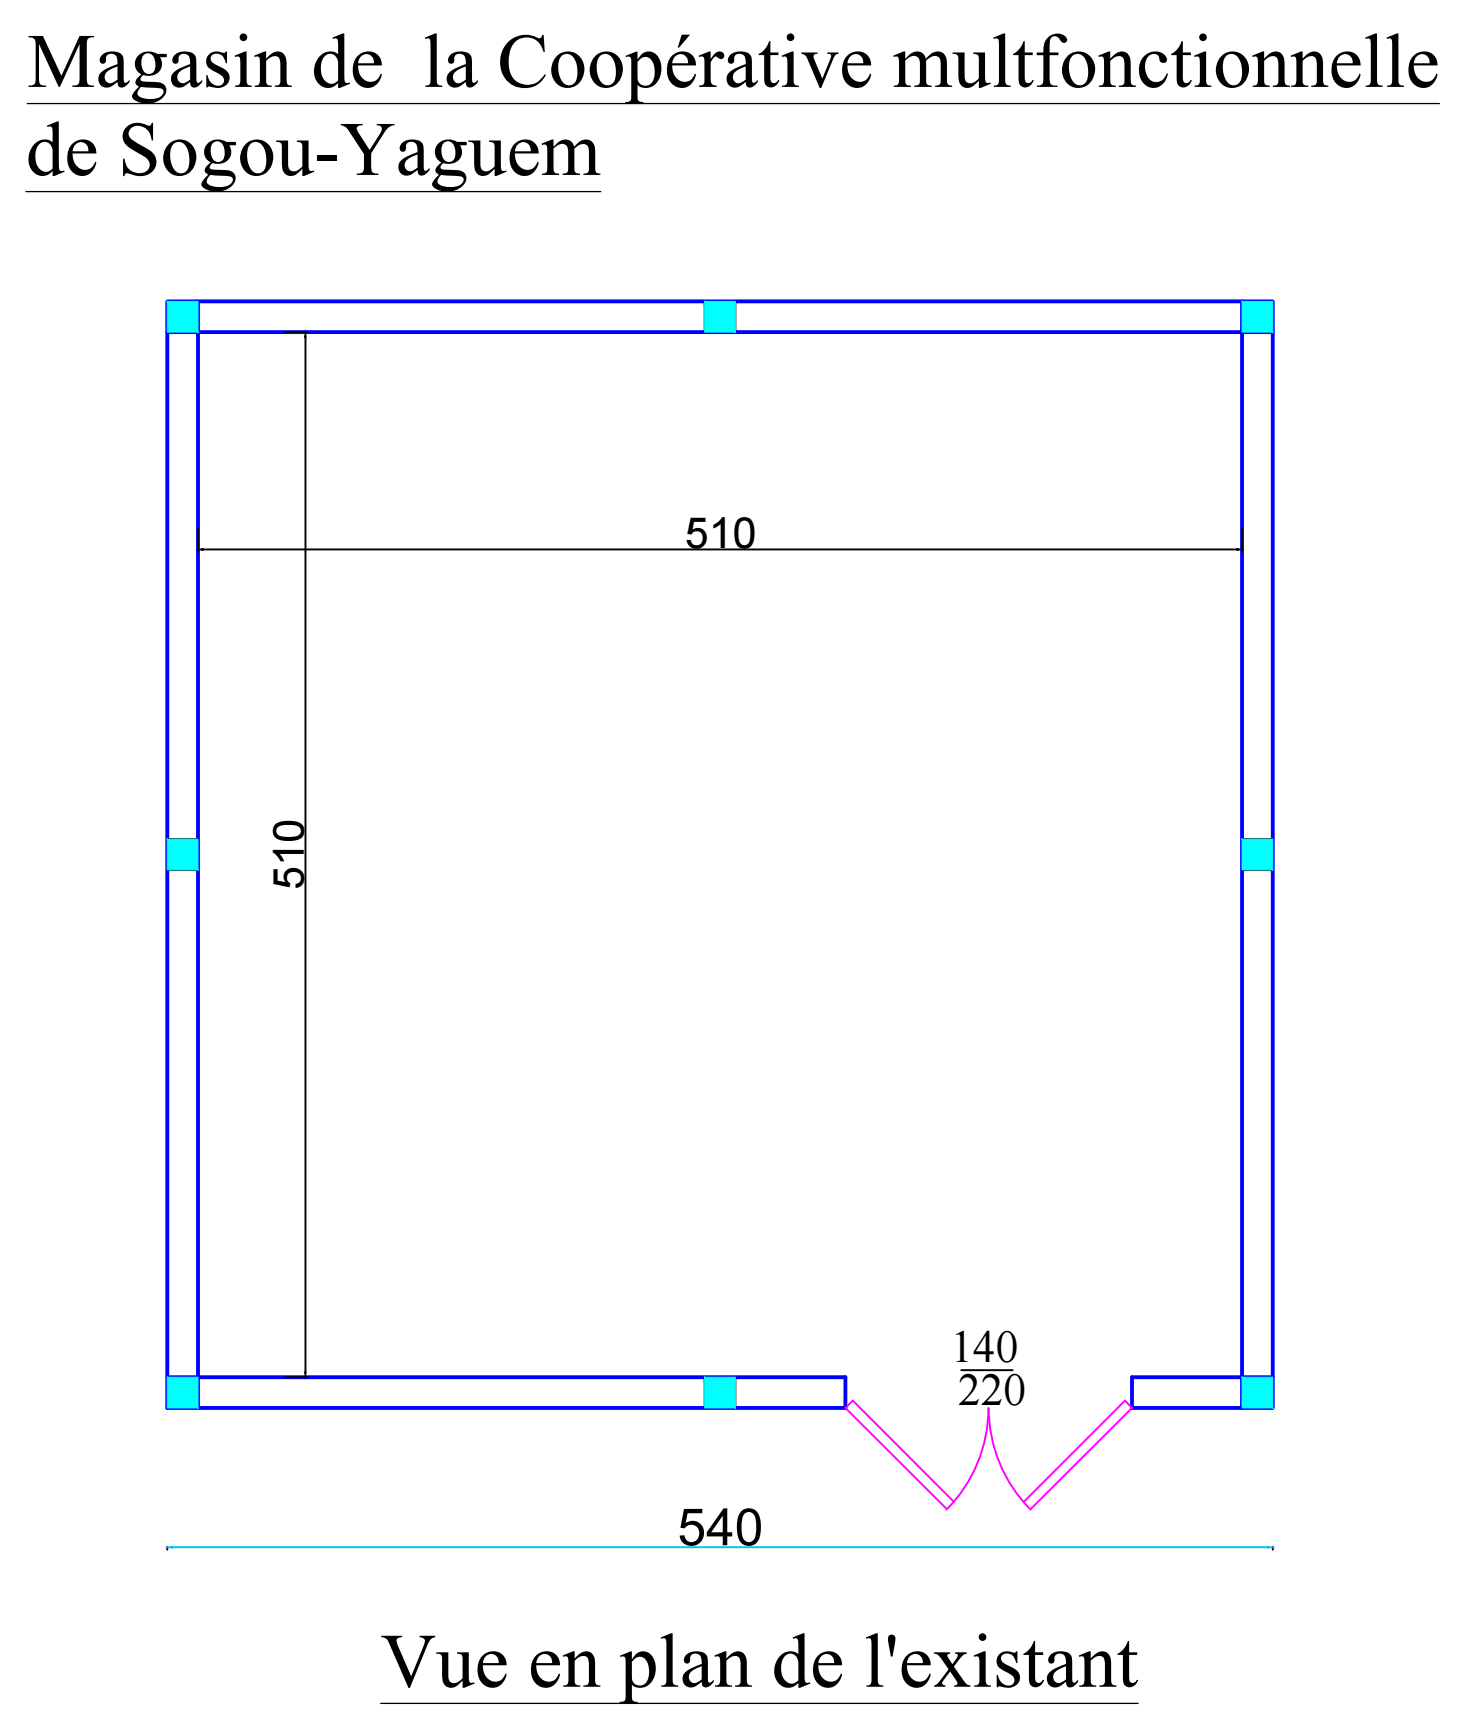 Magasin de la Coopérative multfonctionnelle
de Sogou-Yaguem
510
510
140
220
540
Vue en plan de l'existant